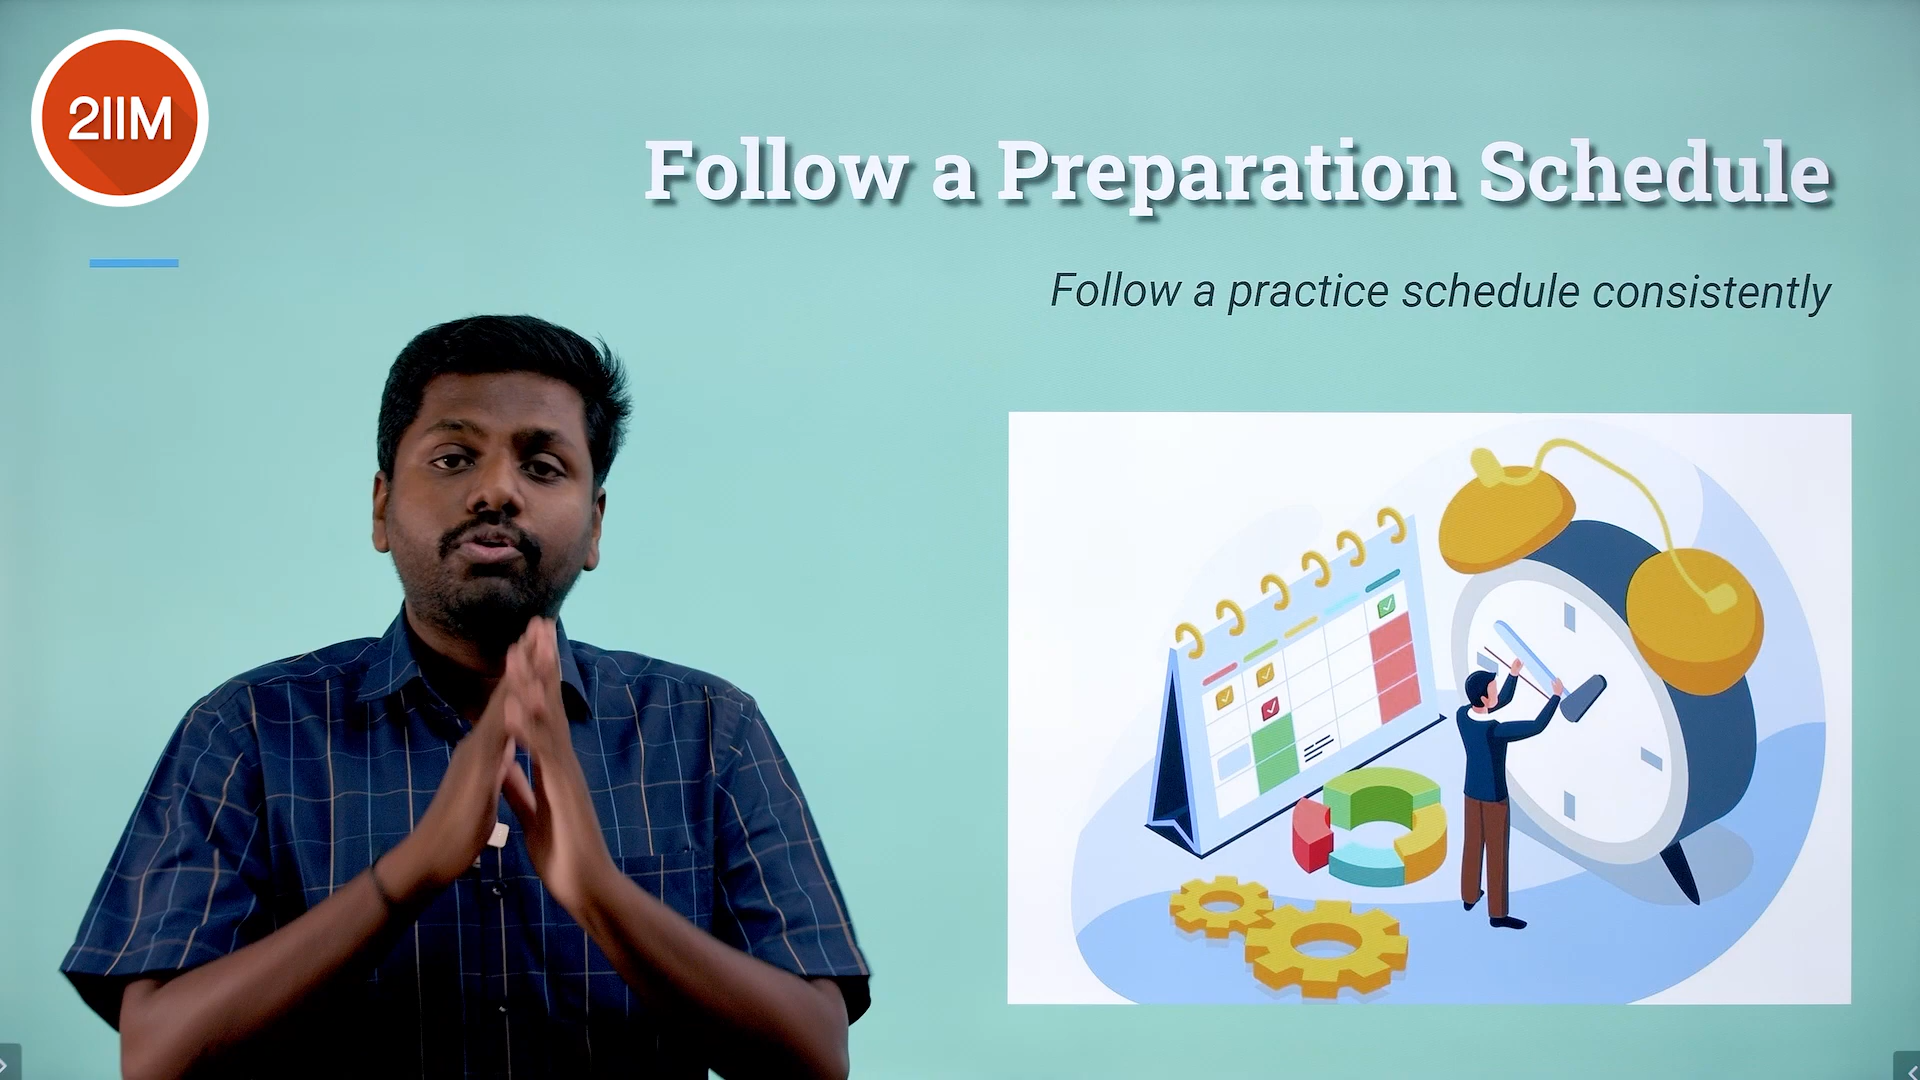 2IIM
Follow a Preparation Schedule
Follow a practice schedule consistently